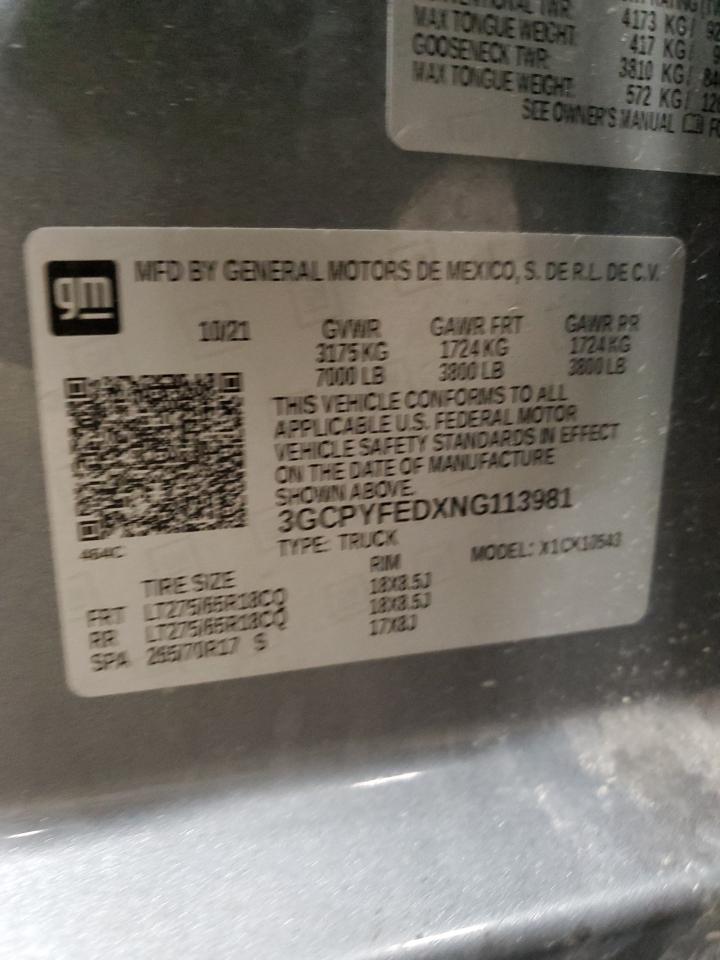 MAX TONGUE WEIGHT:
GOOSENECK TWR:
MAX TONGUE WEIGHT:
4173 KG/
417 KG/
3810 KG/
572 KG/
SEE OWNER'S MANUAL
gm
MFD BY GENERAL MOTORS DE MEXICO, S. DE R.L. DE C.V.
10/21 GVWR GAWR FRT GAWR RR
3175 KG 1724 KG 1724 KG
7000 LB 3800 LB 3800 LB
THIS VEHICLE CONFORMS TO ALL
APPLICABLE U.S. FEDERAL MOTOR
VEHICLE SAFETY STANDARDS IN EFFECT
ON THE DATE OF MANUFACTURE
SHOWN ABOVE.
3GCPYFEDXNG113981
464C
TYPE: TRUCK MODEL: X1CK10543
TIRE SIZE RIM
FRT LT275/65R18CQ 18X8.5J
RR LT275/65R18CQ 18X8.5J
SPA 265/70R17 S 17X8J